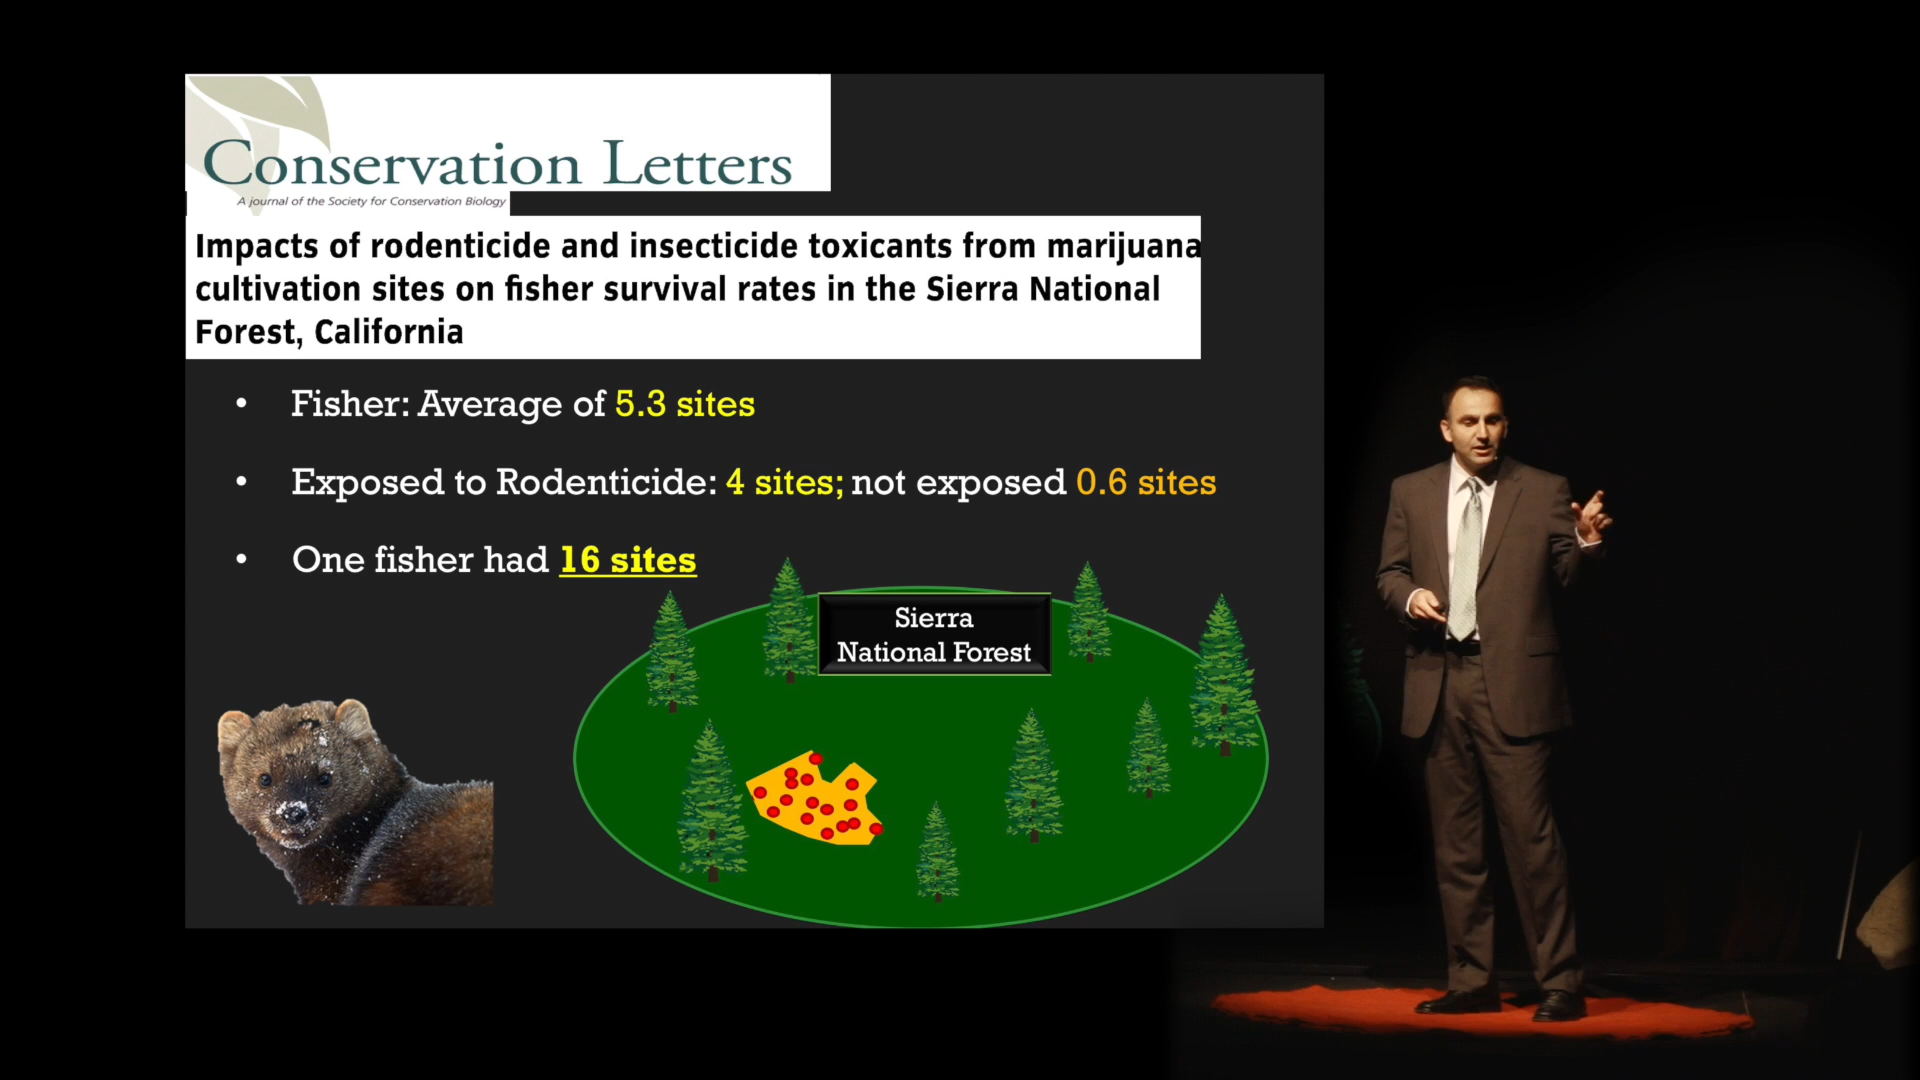 Conservation Letters
A journal of the Society for Conservation Biology
Impacts of rodenticide and insecticide toxicants from marijuana
cultivation sites on fisher survival rates in the Sierra National
Forest, California
• Fisher: Average of 5.3 sites
• Exposed to Rodenticide: 4 sites; not exposed 0.6 sites
• One fisher had 16 sites
Sierra
National Forest